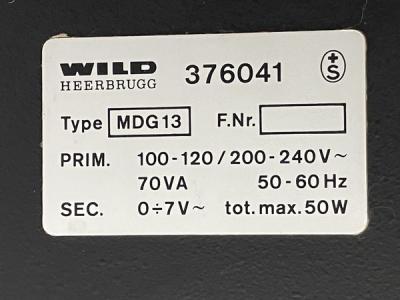 WILD
HEERBRUGG 376041 +S
Type MDG13 F.Nr.
PRIM. 100-120/200-240V~
70VA 50-60Hz
SEC. 0÷7V~ tot. max. 50W